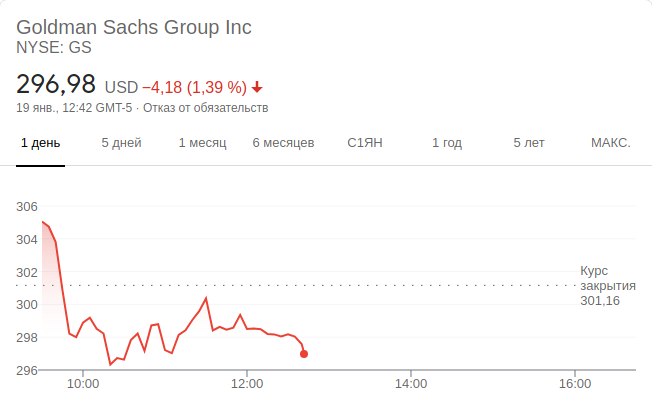 Goldman Sachs Group Inc
NYSE: GS
296,98 USD −4,18 (1,39 %)
19 янв., 12:42 GMT-5 · Отказ от обязательств
1 день 5 дней 1 месяц 6 месяцев С1ЯН 1 год 5 лет МАКС.
306
304
302
300
298
296
Курс
закрытия
301,16
10:00 12:00 14:00 16:00